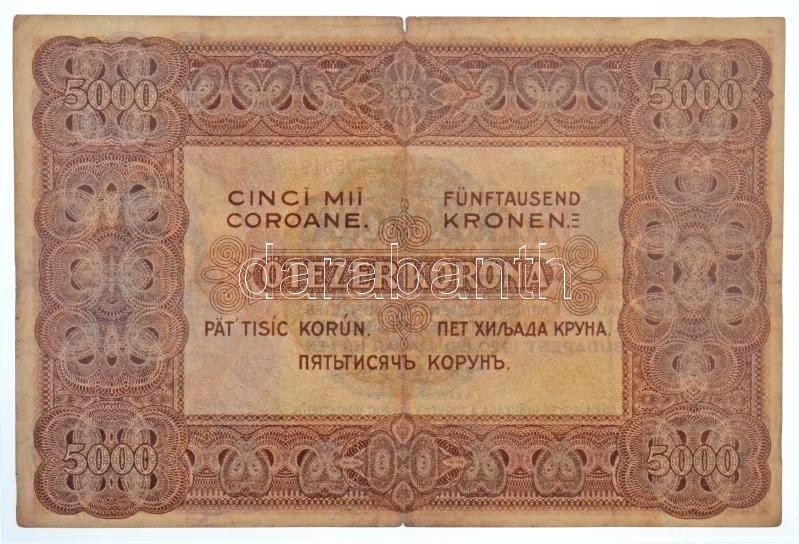 5000 5000
CINCI MII
COROANE.
FÜNFTAUSEND
KRONEN.
ÖTEZER KORONA
darabanth
PÄŤ TISÍC KORÚN.
ПЕТ ХИЉАДА КРУНА.
ПЯТЬТИСЯЧЪ КОРУНЪ.
5000 5000